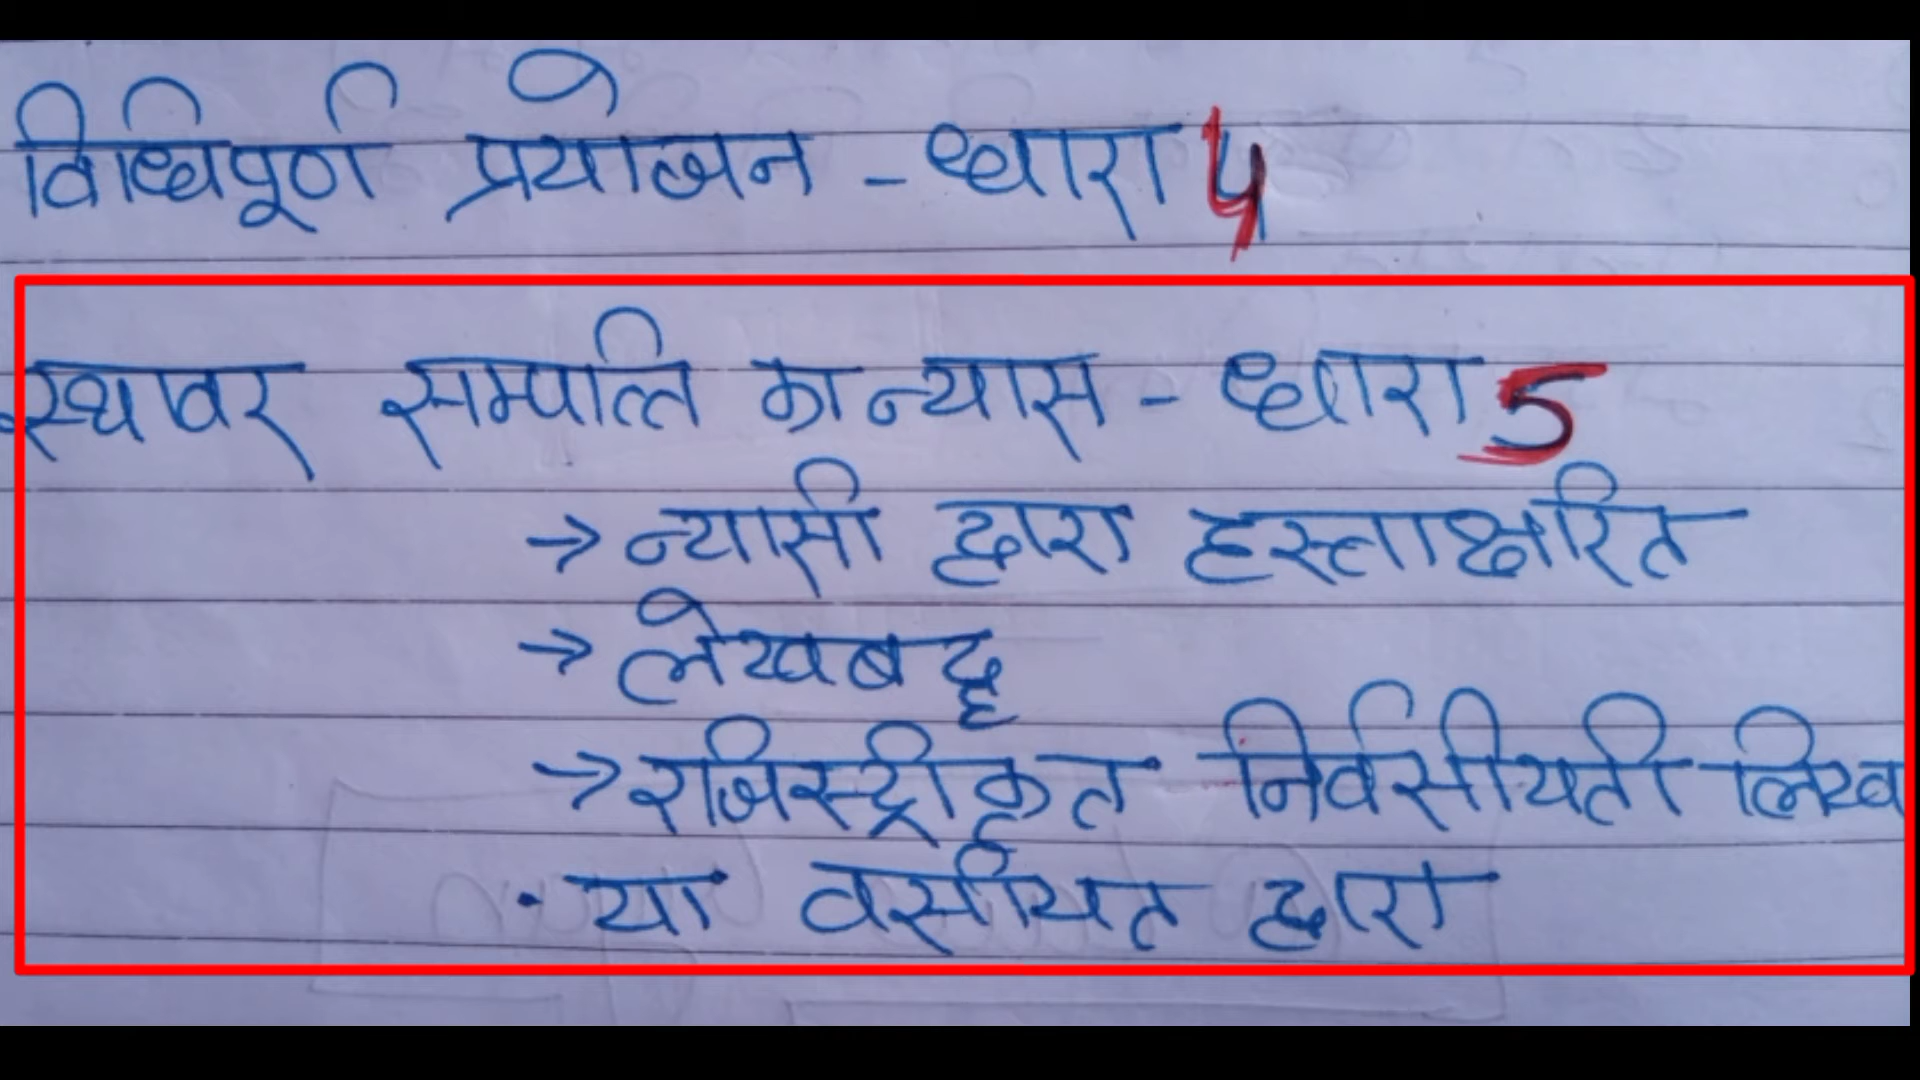 विधिपूर्ण प्रयोजन - धारा 4
स्थावर सम्पत्ति का न्यास - धारा 5
→ न्यासी द्वारा हस्ताक्षरित
→ लेखबद्ध
→ रजिस्ट्रीकृत निर्वसीयती लिख
· या वसीयत द्वारा